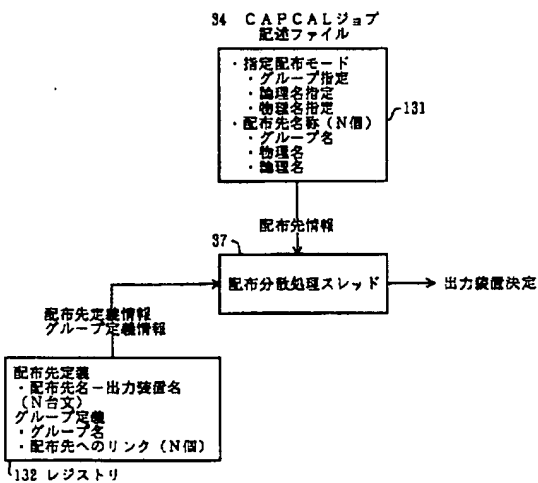 34 CAPCALジョブ
記述ファイル
・指定配布モード
・グループ指定
・論理名指定
・物理名指定
・配布先名称（N個）
・グループ名
・物理名
・論理名
131
配布先情報
37
配布分散処理スレッド
出力装置決定
配布先定義情報
グループ定義情報
配布先定義
・配布先名－出力装置名
（N台文）
グループ定義
・グループ名
・配布先へのリンク（N個）
132 レジストリ